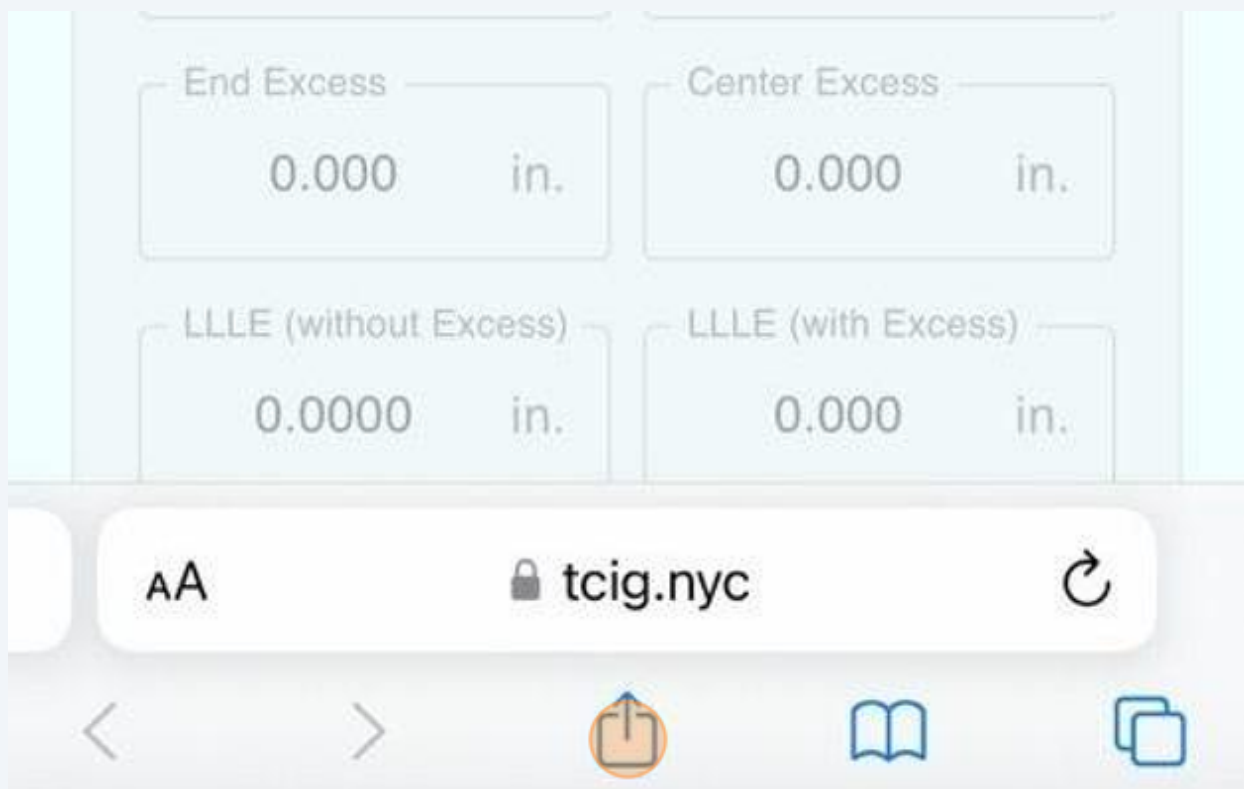 End Excess Center Excess
0.000 in. 0.000 in.
LLLE (without Excess) LLLE (with Excess)
0.0000 in. 0.000 in.
AA tcig.nyc